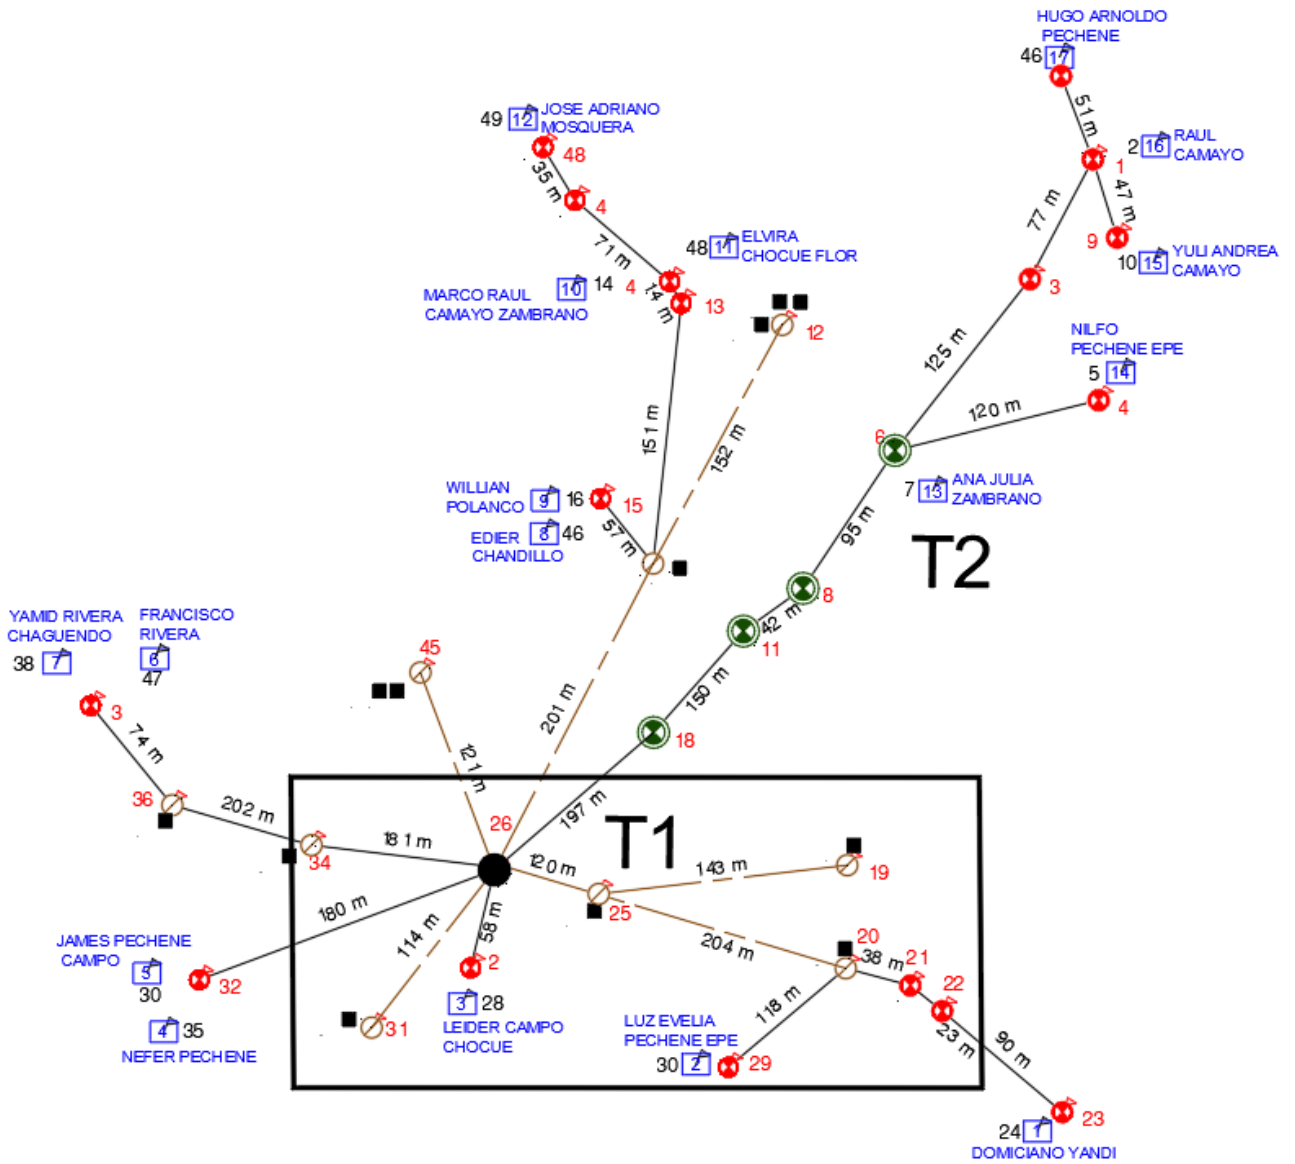 HUGO ARNOLDO
PECHENE
46 17
51 m
JOSE ADRIANO
MOSQUERA
49 12
48
35 m
4
2 16 RAUL
CAMAYO
1
47 m
77 m
71 m
48 11 ELVIRA
CHOCUE FLOR
9
10 15 YULI ANDREA
CAMAYO
3
MARCO RAUL
CAMAYO ZAMBRANO
10 14
4
14 m
13
12
NILFO
PECHENE EPE
5 14
4
125 m
120 m
151 m
152 m
6
7 13 ANA JULIA
ZAMBRANO
WILLIAN
POLANCO
9 16
15
EDIER
CHANDILLO
8 46
57 m
95 m
T2
8
42 m
11
YAMID RIVERA
CHAGUENDO
38 7
FRANCISCO
RIVERA
6
47
45
3
74 m
121 m
201 m
150 m
18
36
202 m
34
181 m
26
197 m
T1
120 m
143 m
19
25
204 m
20
38 m
21
22
180 m
114 m
58 m
2
JAMES PECHENE
CAMPO
5
30
32
4 35
NEFER PECHENE
31
3 28
LEIDER CAMPO
CHOCUE
LUZ EVELIA
PECHENE EPE
30 2
29
118 m
23 m
90 m
23
24 1
DOMICIANO YANDI